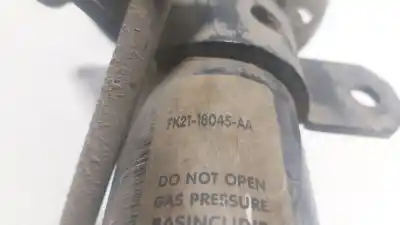 FK21-18045-AA
DO NOT OPEN
GAS PRESSURE